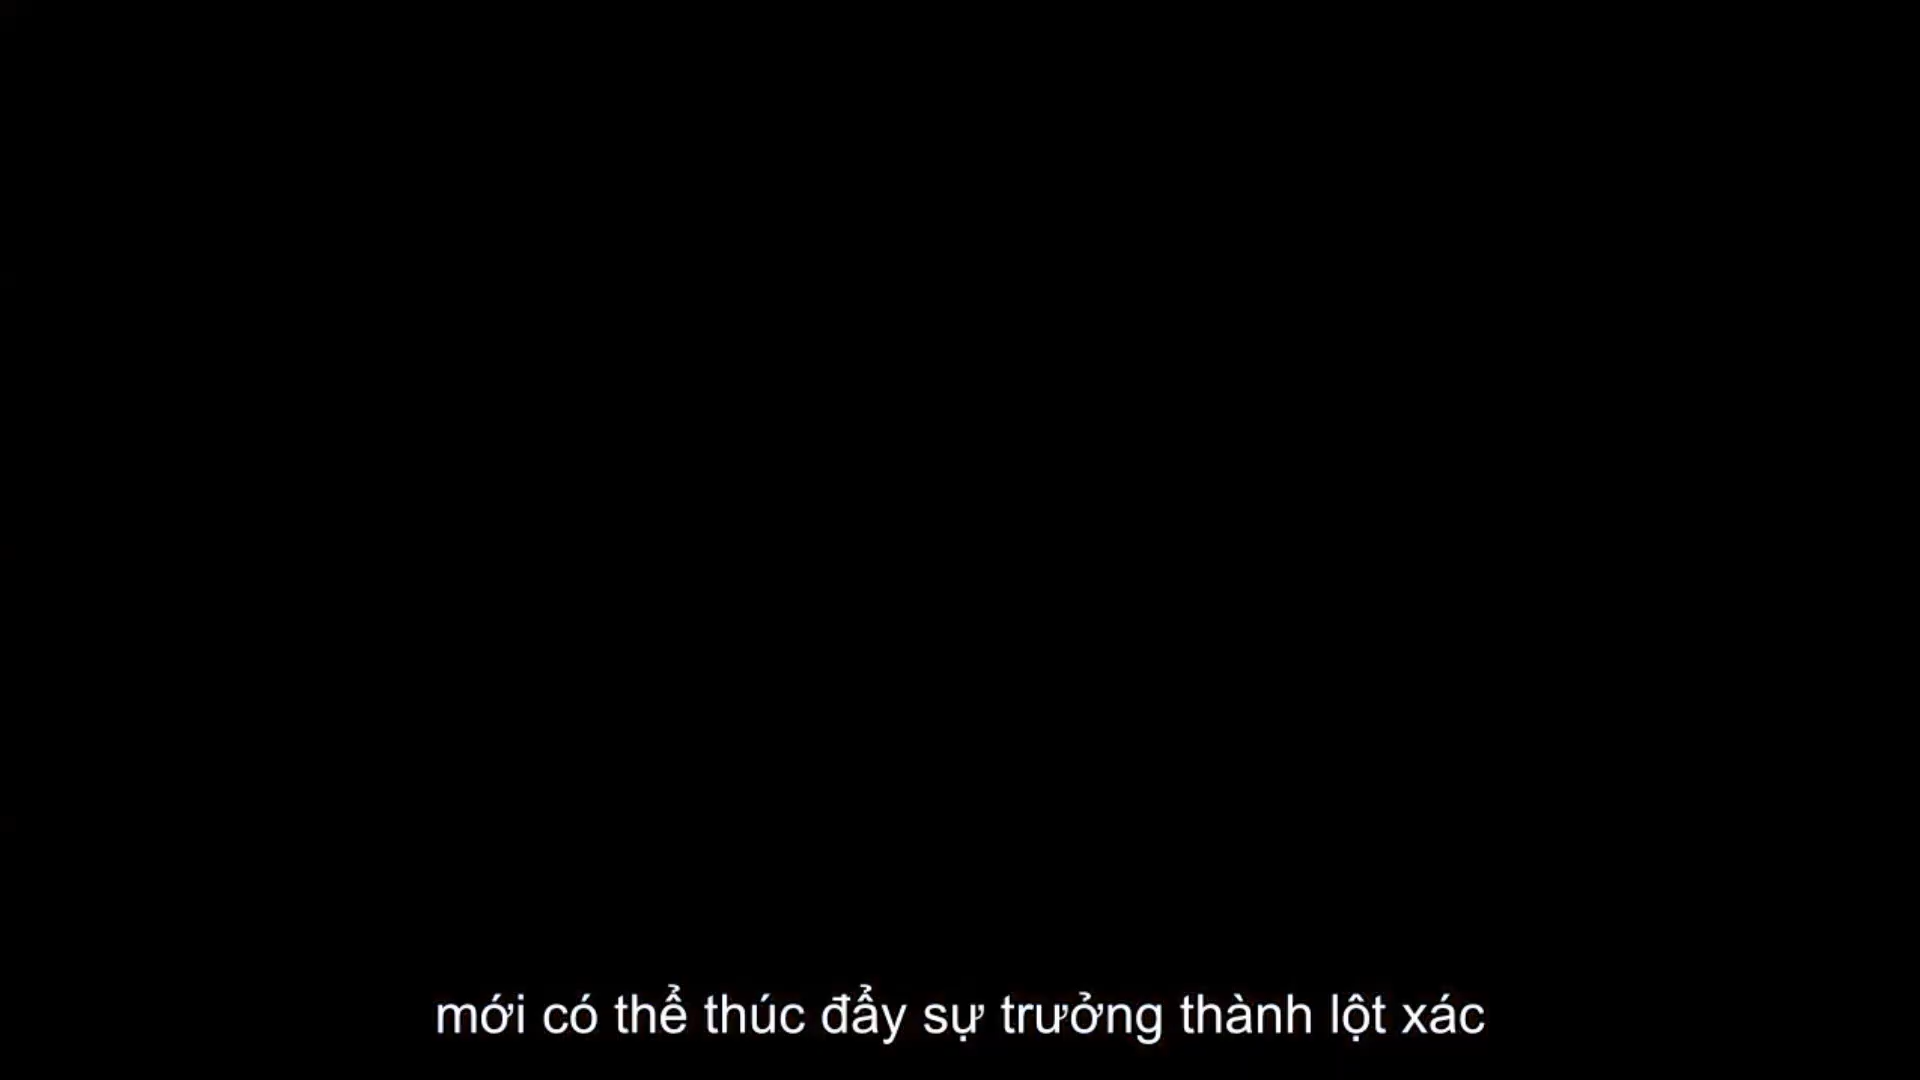 mới có thể thúc đẩy sự trưởng thành lột xác